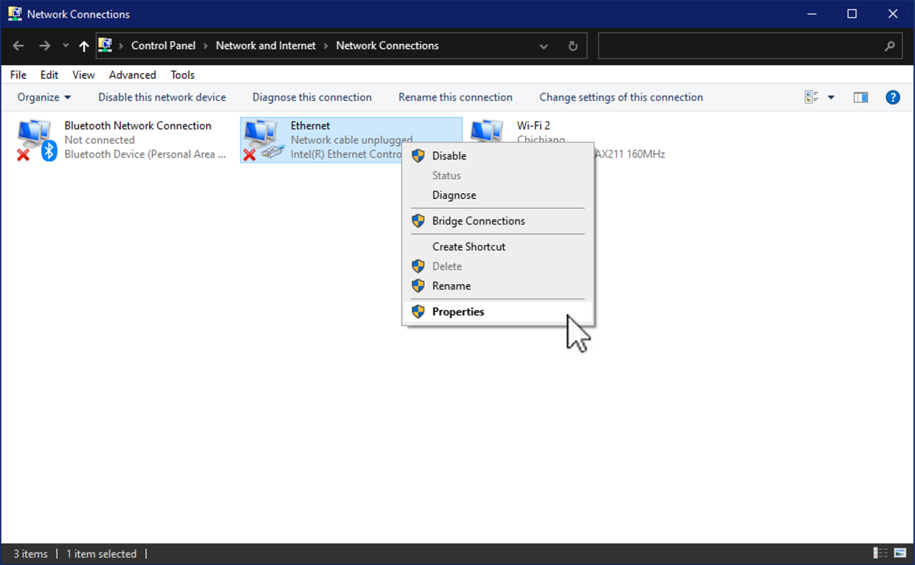 Network Connections
Control Panel > Network and Internet > Network Connections
File Edit View Advanced Tools
Organize Disable this network device Diagnose this connection Rename this connection Change settings of this connection
Bluetooth Network Connection
Not connected
Bluetooth Device (Personal Area ...
Ethernet
Network cable unplugged
Intel(R) Ethernet Contro
Wi-Fi 2
Chichiang
AX211 160MHz
Disable
Status
Diagnose
Bridge Connections
Create Shortcut
Delete
Rename
Properties
3 items | 1 item selected |